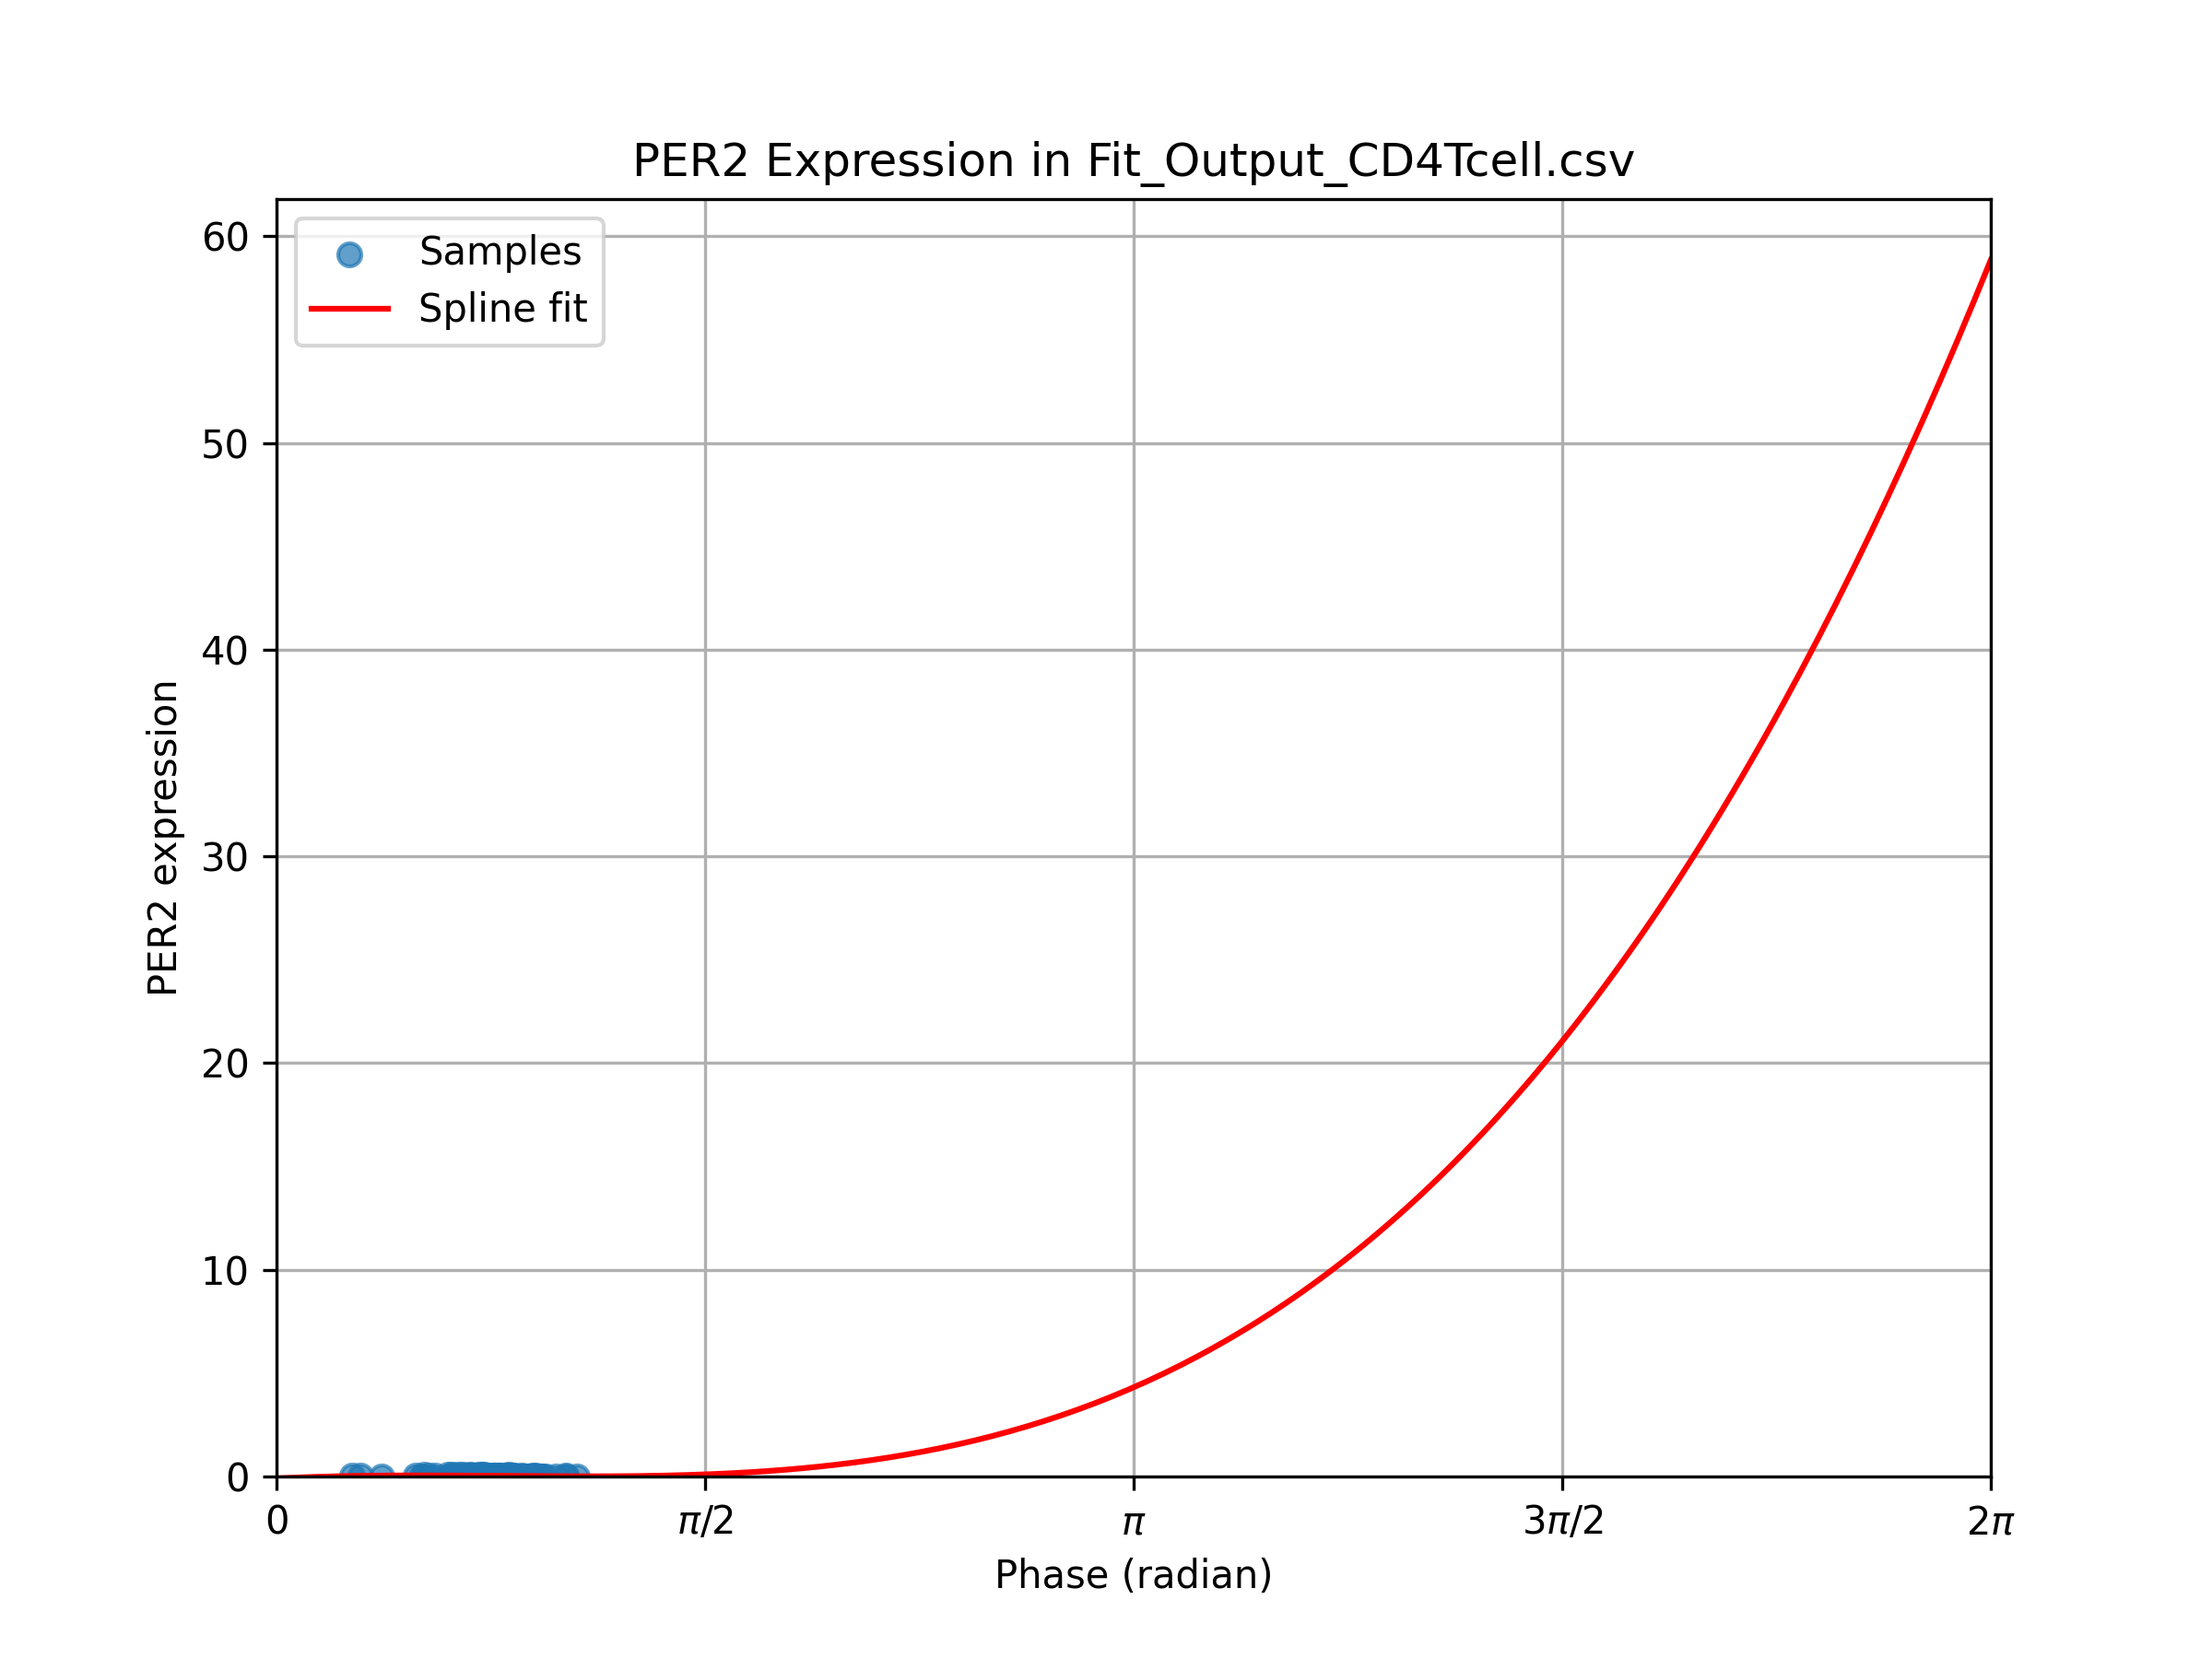 PER2 Expression in Fit_Output_CD4Tcell.csv
Samples
Spline fit
60
50
40
30
20
10
0
PER2 expression
0 π/2 π 3π/2 2π
Phase (radian)